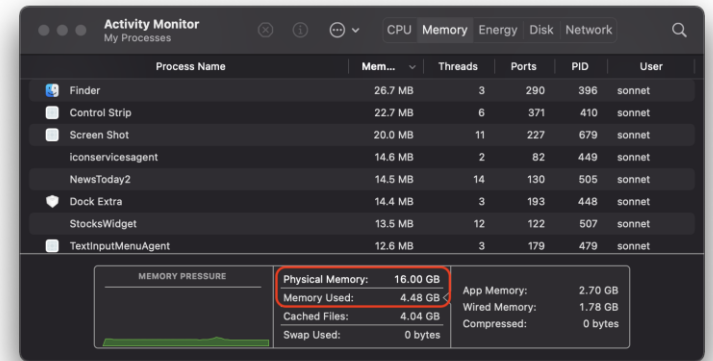 Activity Monitor
My Processes
CPU Memory Energy Disk Network
Process Name Mem... Threads Ports PID User
Finder 26.7 MB 3 290 396 sonnet
Control Strip 22.7 MB 6 371 410 sonnet
Screen Shot 20.0 MB 11 227 679 sonnet
iconservicesagent 14.6 MB 2 82 449 sonnet
NewsToday2 14.5 MB 14 130 505 sonnet
Dock Extra 14.4 MB 3 193 448 sonnet
StocksWidget 13.5 MB 12 122 507 sonnet
TextInputMenuAgent 12.6 MB 3 179 479 sonnet
MEMORY PRESSURE
Physical Memory: 16.00 GB
Memory Used: 4.48 GB
Cached Files: 4.04 GB
Swap Used: 0 bytes
App Memory: 2.70 GB
Wired Memory: 1.78 GB
Compressed: 0 bytes